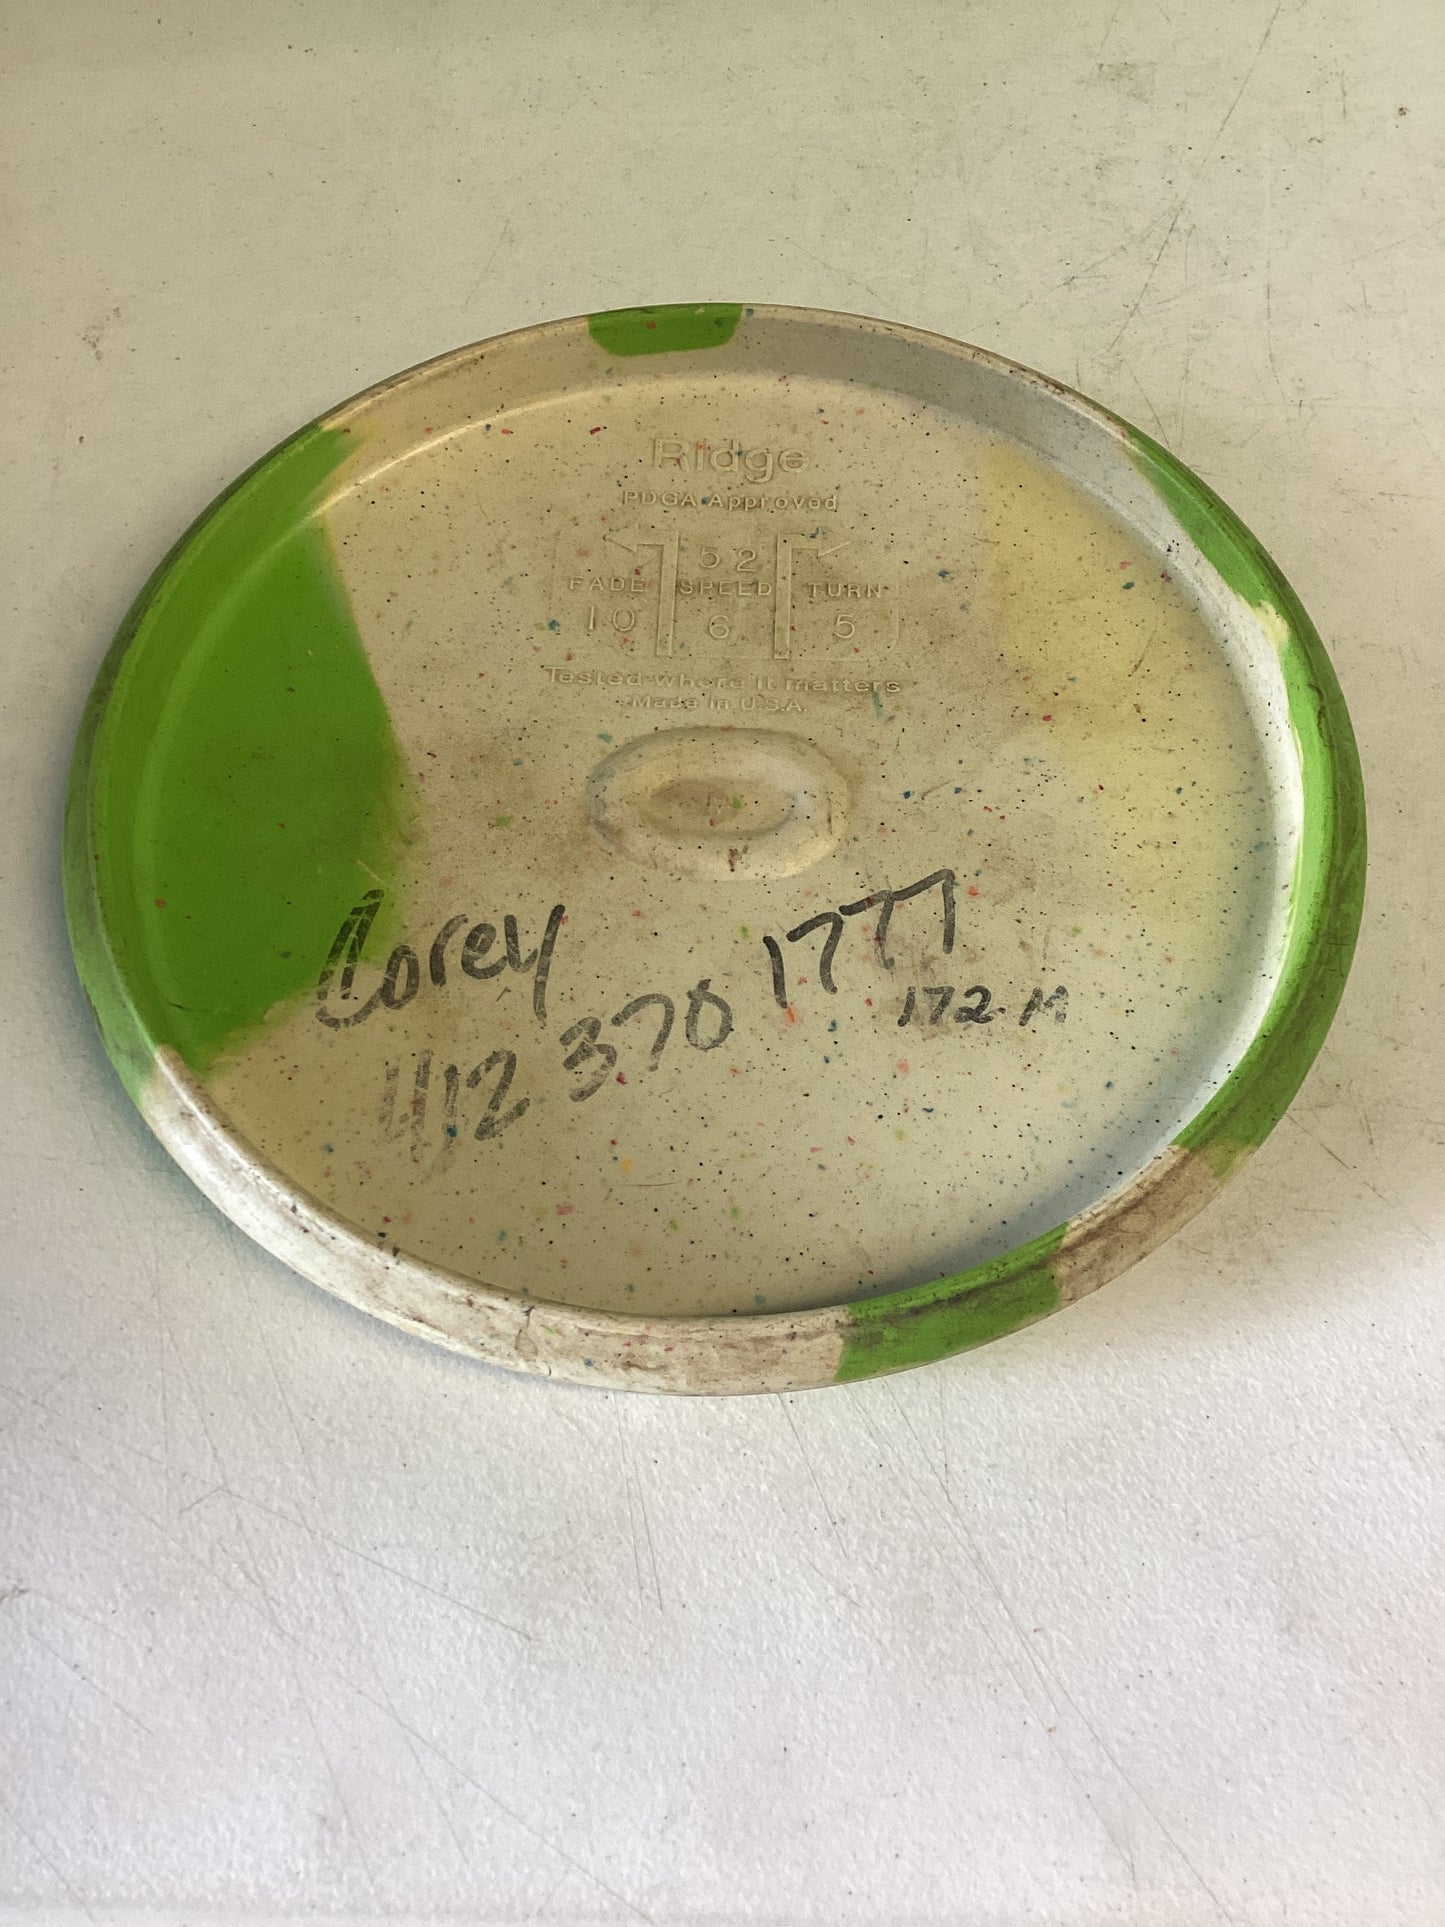 Ridge
PDGA Approved
52
FADE SPEED TURN
10 6 5
Tested where it matters
Made in U.S.A.
Corey
412 370 1777
172 M